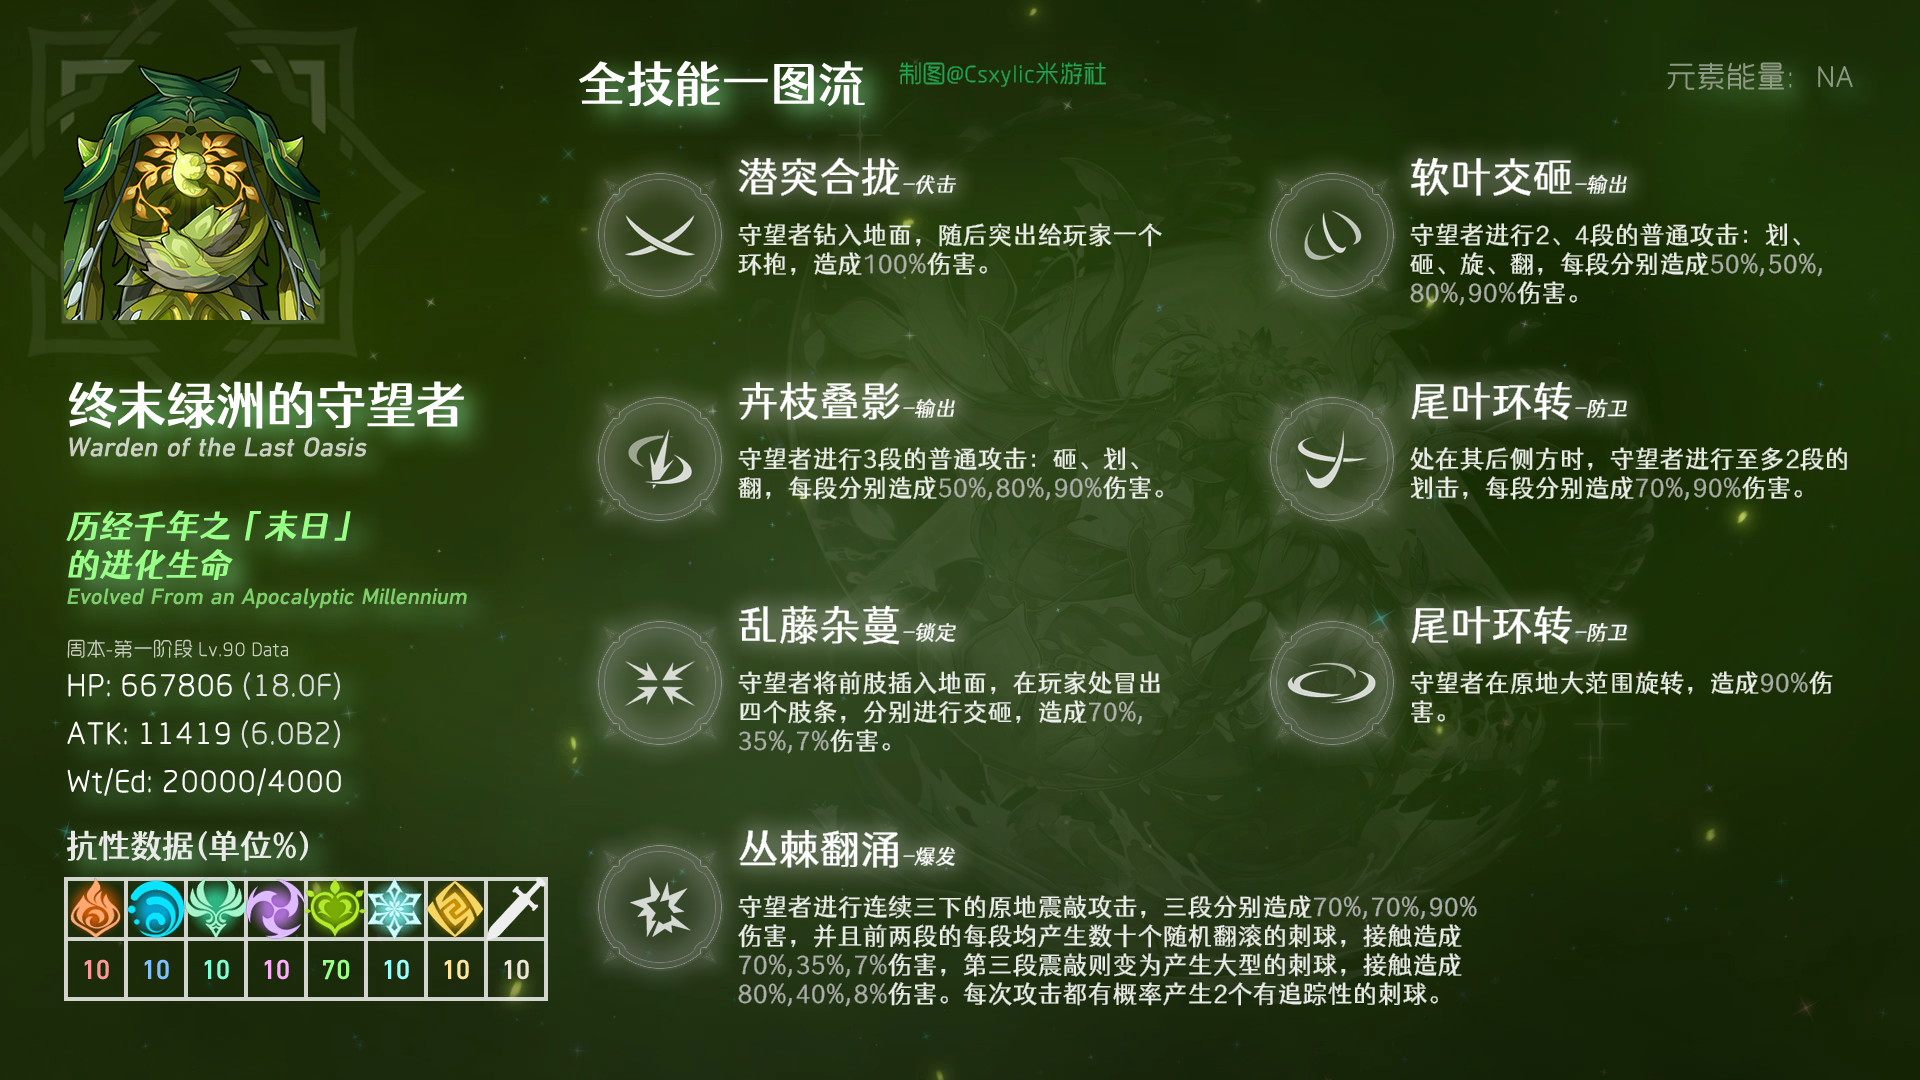 全技能一图流
制图@Csxylic米游社
元素能量: NA
终末绿洲的守望者
Warden of the Last Oasis
历经千年之「末日」
的进化生命
Evolved From an Apocalyptic Millennium
周本-第一阶段 Lv.90 Data
HP: 667806 (18.0F)
ATK: 11419 (6.0B2)
Wt/Ed: 20000/4000
抗性数据(单位%)
10 10 10 10 70 10 10 10
潜突合拢-伏击
守望者钻入地面，随后突出给玩家一个
环抱，造成100%伤害。
软叶交砸-输出
守望者进行2、4段的普通攻击：划、
砸、旋、翻，每段分别造成50%,50%,
80%,90%伤害。
卉枝叠影-输出
守望者进行3段的普通攻击：砸、划、
翻，每段分别造成50%,80%,90%伤害。
尾叶环转-防卫
处在其后侧方时，守望者进行至多2段的
划击，每段分别造成70%,90%伤害。
乱藤杂蔓-锁定
守望者将前肢插入地面，在玩家处冒出
四个肢条，分别进行交砸，造成70%,
35%,7%伤害。
尾叶环转-防卫
守望者在原地大范围旋转，造成90%伤
害。
丛棘翻涌-爆发
守望者进行连续三下的原地震敲攻击，三段分别造成70%,70%,90%
伤害，并且前两段的每段均产生数十个随机翻滚的刺球，接触造成
70%,35%,7%伤害，第三段震敲则变为产生大型的刺球，接触造成
80%,40%,8%伤害。每次攻击都有概率产生2个有追踪性的刺球。